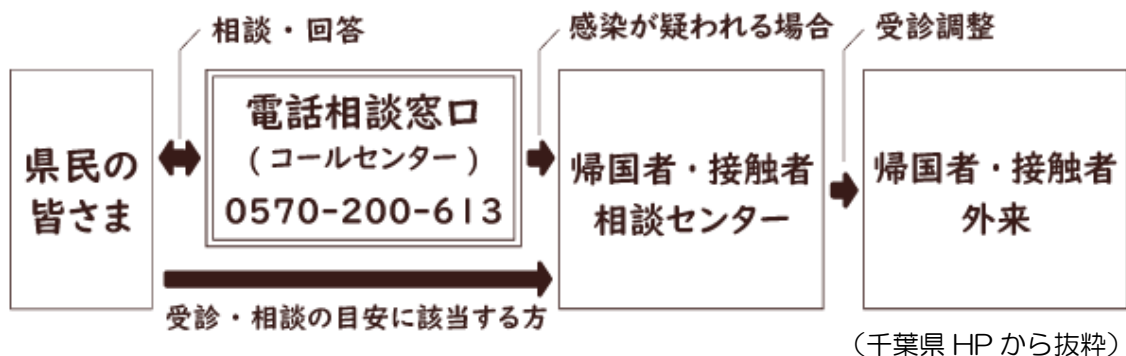 相談・回答
感染が疑われる場合
受診調整
県民の
皆さま
電話相談窓口
(コールセンター)
0570-200-613
帰国者・接触者
相談センター
帰国者・接触者
外来
受診・相談の目安に該当する方
(千葉県 HP から抜粋)